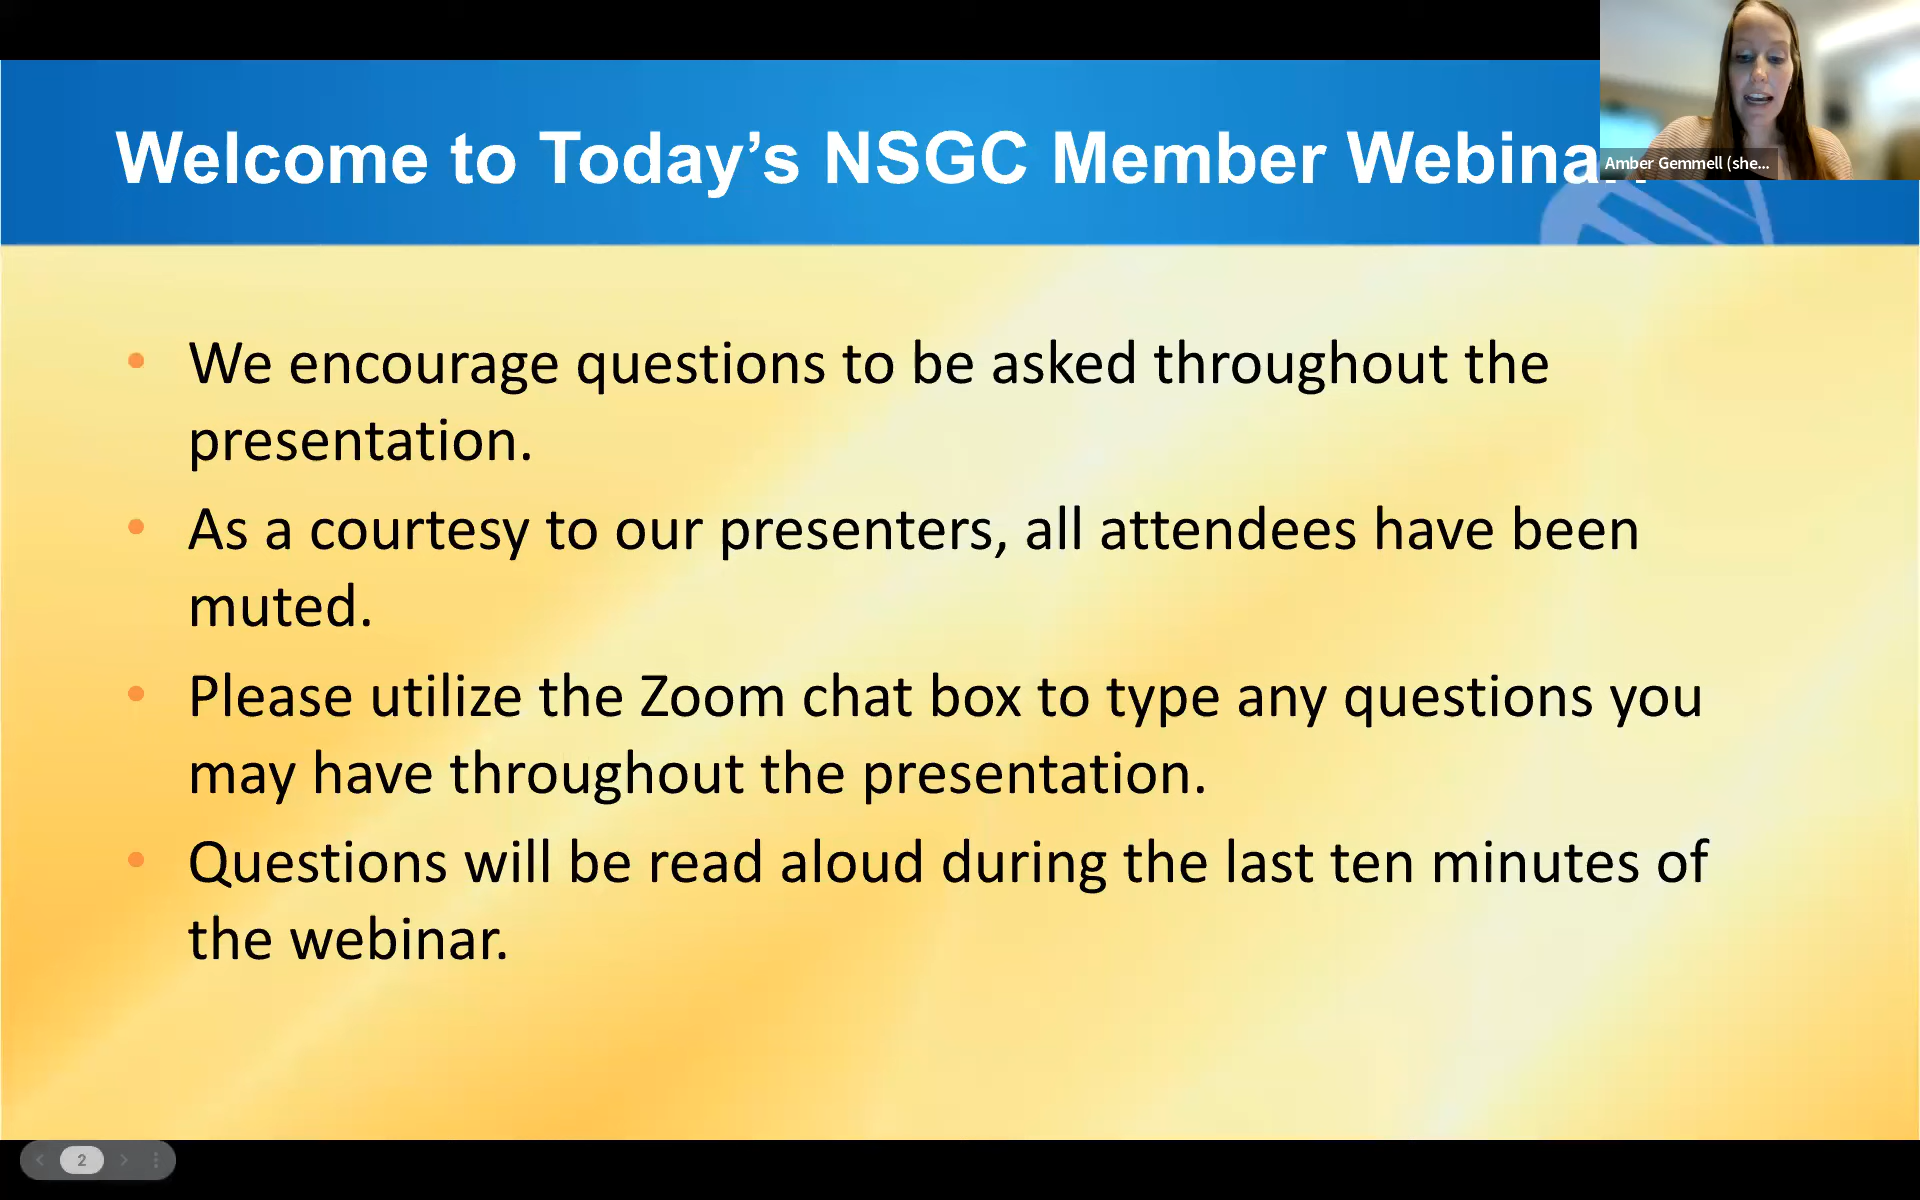 Welcome to Today’s NSGC Member Webinar
Amber Gemmell (she...
• We encourage questions to be asked throughout the
presentation.
• As a courtesy to our presenters, all attendees have been
muted.
• Please utilize the Zoom chat box to type any questions you
may have throughout the presentation.
• Questions will be read aloud during the last ten minutes of
the webinar.
2